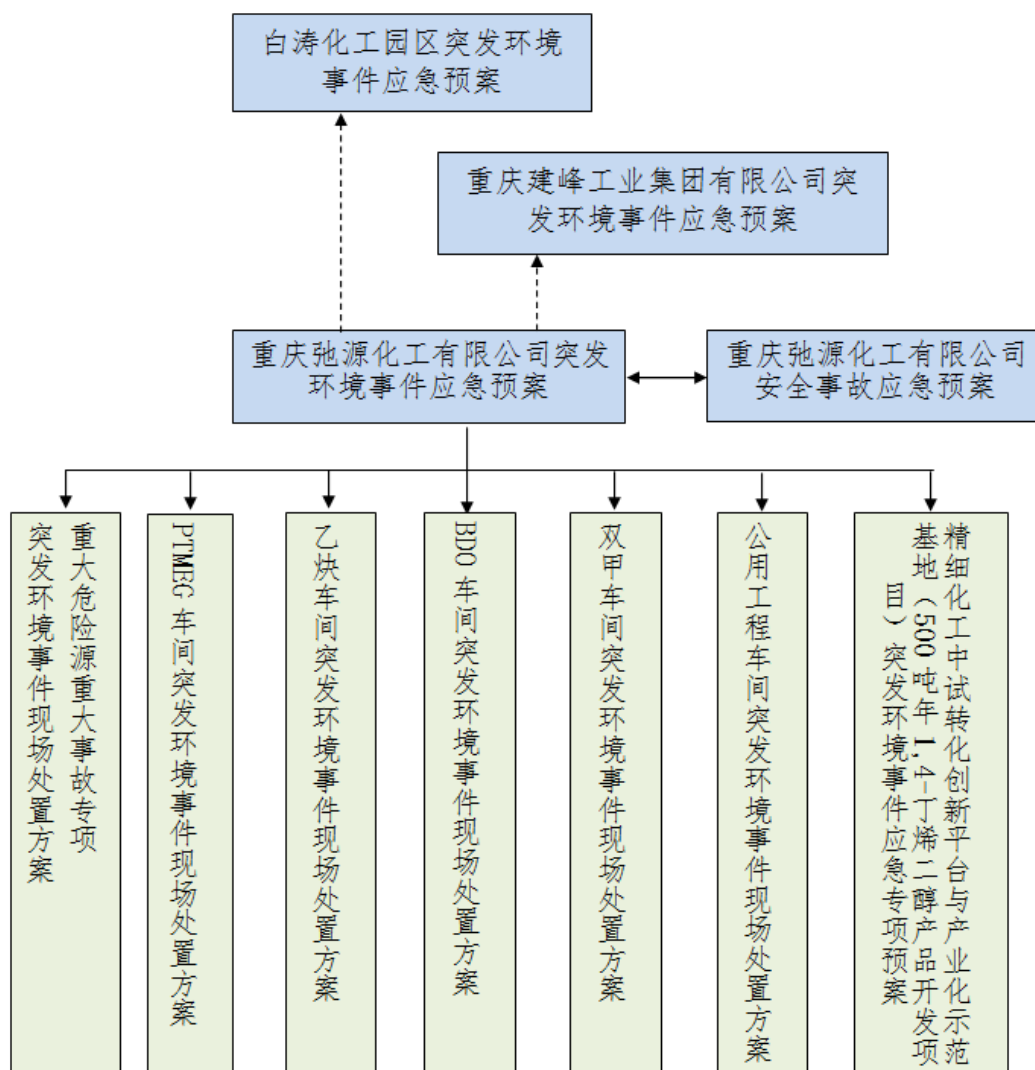 白涛化工园区突发环境
事件应急预案
重庆建峰工业集团有限公司突
发环境事件应急预案
重庆弛源化工有限公司突发
环境事件应急预案
重庆弛源化工有限公司
安全事故应急预案
重大危险源重大事故专项
突发环境事件现场处置方案
PTMEG 车间突发环境事件现场处置方案
乙炔车间突发环境事件现场处置方案
BDO 车间突发环境事件现场处置方案
双甲车间突发环境事件现场处置方案
公用工程车间突发环境事件现场处置方案
精细化工中试转化创新平台与产业化示范
基地（500 吨年 1,4-丁烯二醇产品开发项
目）突发环境事件应急专项预案